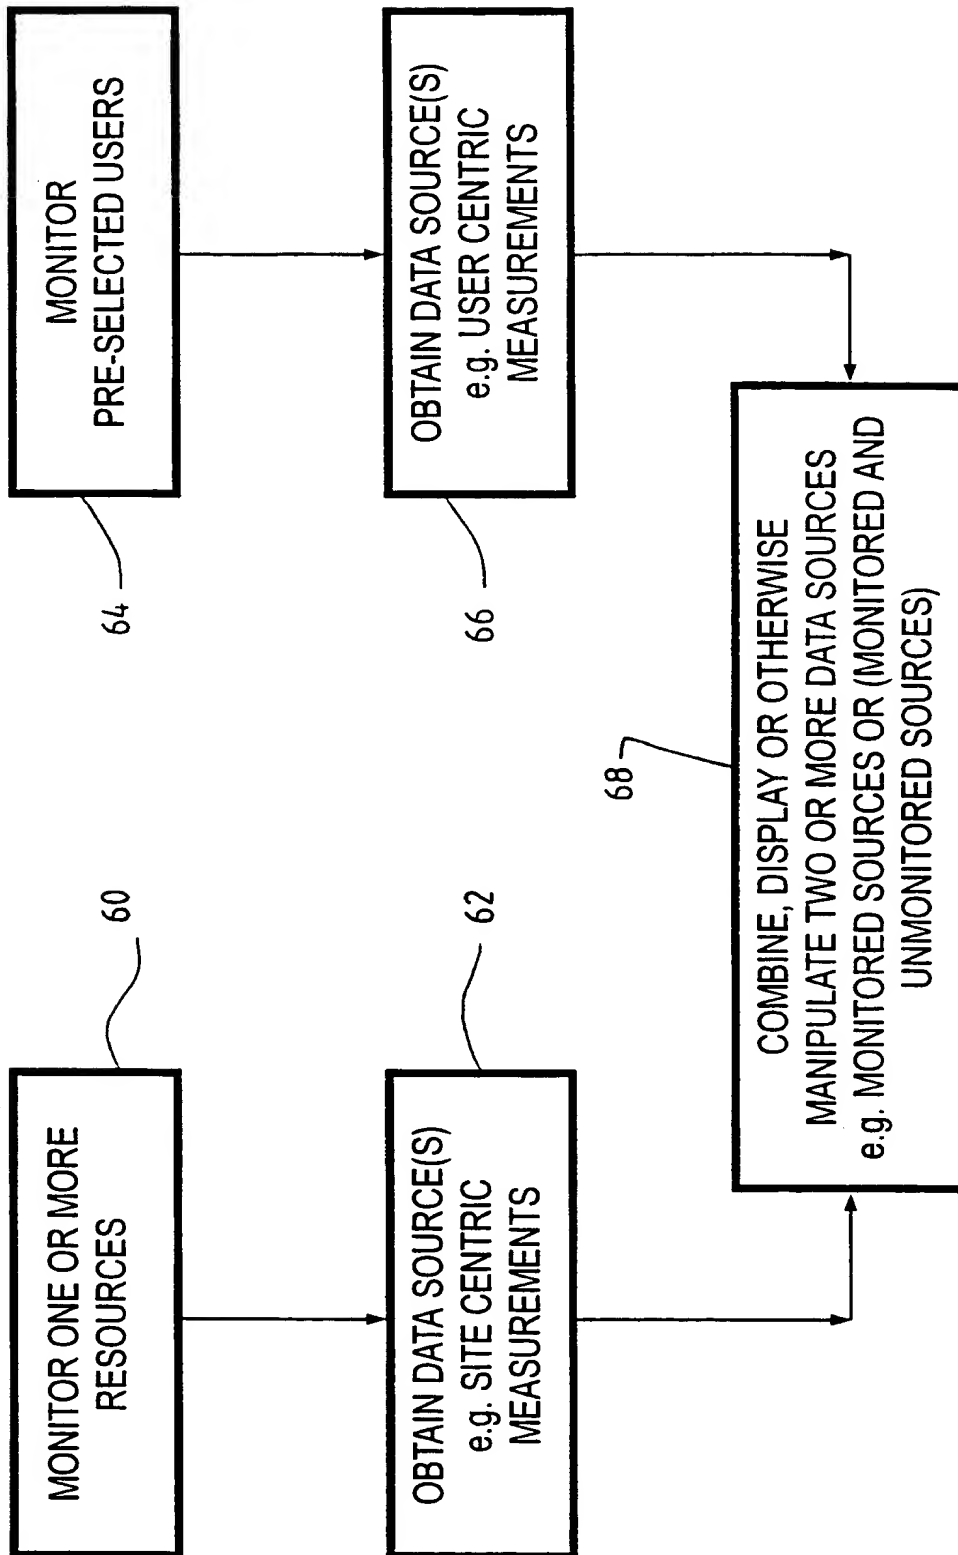 MONITOR ONE OR MORE
RESOURCES
60
MONITOR
PRE-SELECTED USERS
64
OBTAIN DATA SOURCE(S)
e.g. SITE CENTRIC
MEASUREMENTS
62
OBTAIN DATA SOURCE(S)
e.g. USER CENTRIC
MEASUREMENTS
66
68
COMBINE, DISPLAY OR OTHERWISE
MANIPULATE TWO OR MORE DATA SOURCES
e.g. MONITORED SOURCES OR (MONITORED AND
UNMONITORED SOURCES)